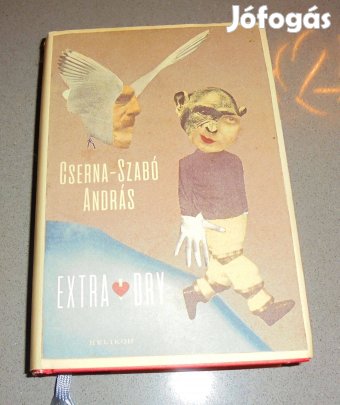 Jófogás
CSERNA-SZABÓ
ANDRÁS
EXTRA DRY
HELIKON